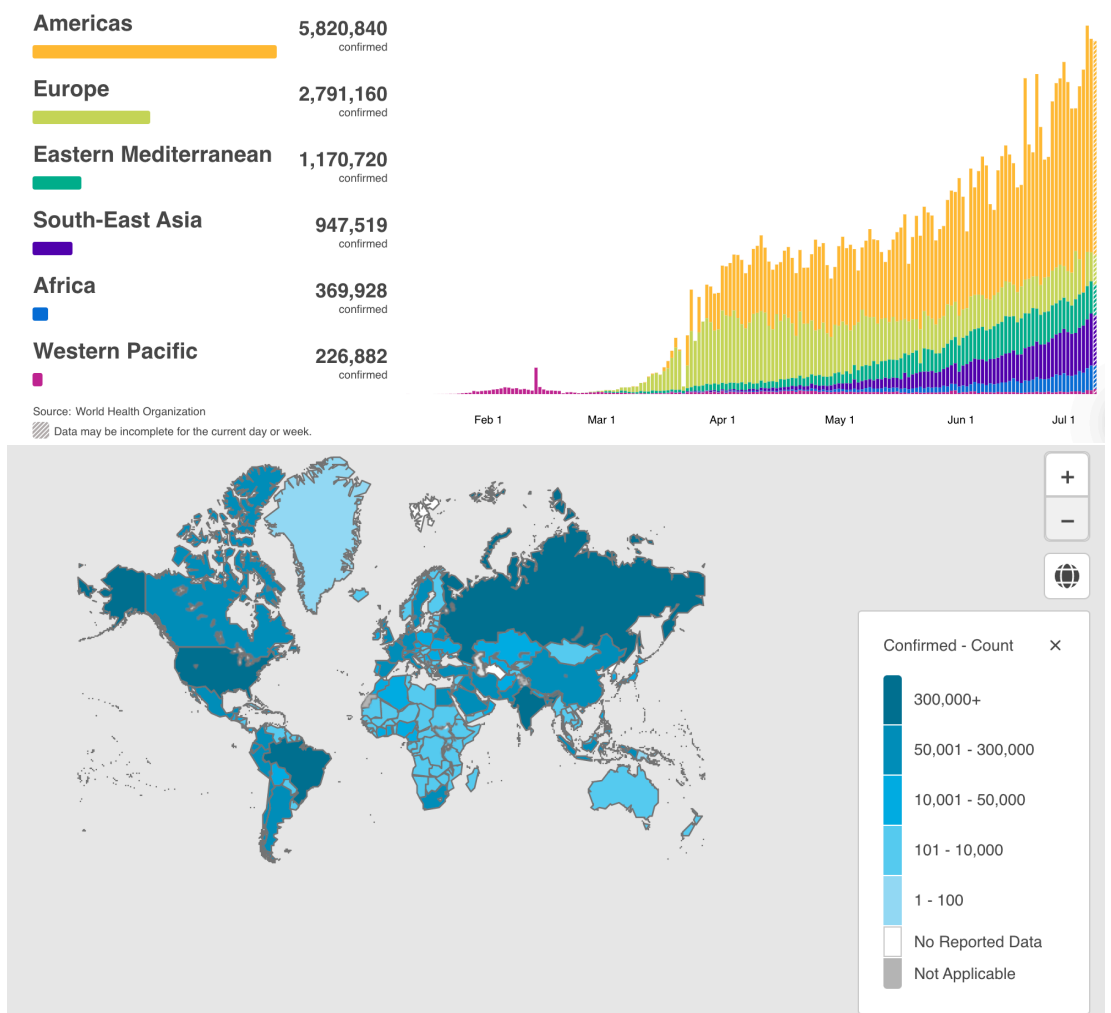 Americas
5,820,840
confirmed
Europe
2,791,160
confirmed
Eastern Mediterranean
1,170,720
confirmed
South-East Asia
947,519
confirmed
Africa
369,928
confirmed
Western Pacific
226,882
confirmed
Source: World Health Organization
Data may be incomplete for the current day or week.
Feb 1
Mar 1
Apr 1
May 1
Jun 1
Jul 1
+
−
Confirmed - Count ×
300,000+
50,001 - 300,000
10,001 - 50,000
101 - 10,000
1 - 100
No Reported Data
Not Applicable